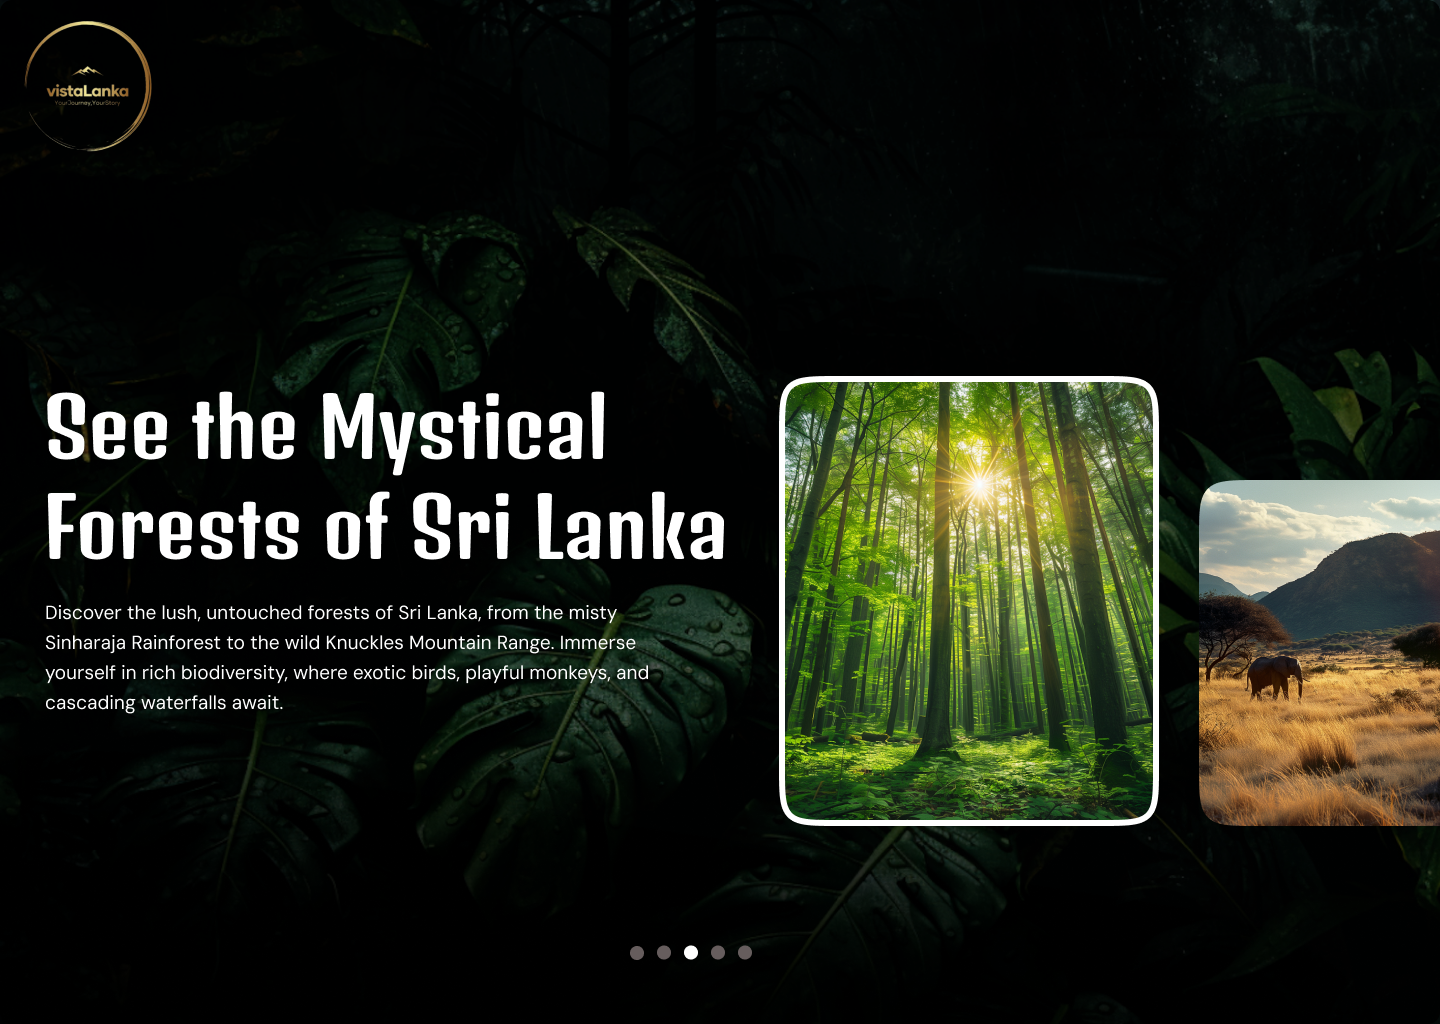 vistaLanka
YourJourney,YourStory
See the Mystical
Forests of Sri Lanka
Discover the lush, untouched forests of Sri Lanka, from the misty
Sinharaja Rainforest to the wild Knuckles Mountain Range. Immerse
yourself in rich biodiversity, where exotic birds, playful monkeys, and
cascading waterfalls await.